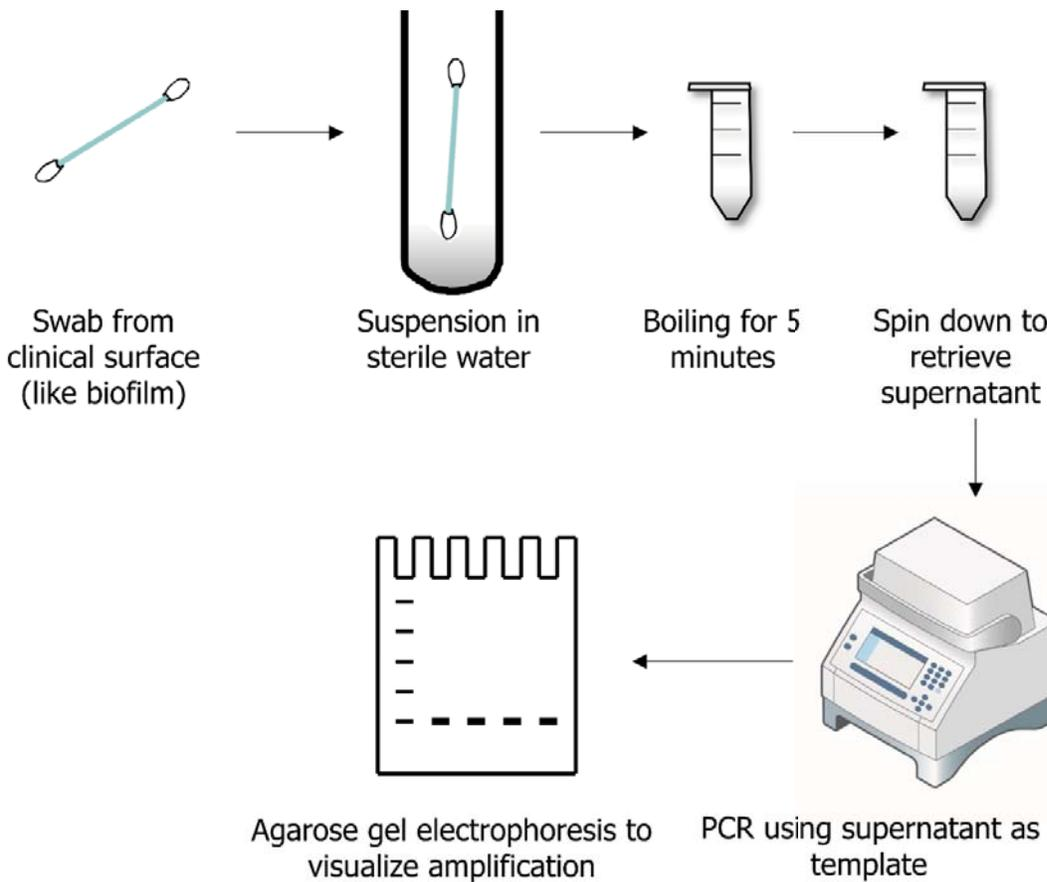 Swab from
clinical surface
(like biofilm)
Suspension in
sterile water
Boiling for 5
minutes
Spin down to
retrieve
supernatant
PCR using supernatant as
template
Agarose gel electrophoresis to
visualize amplification